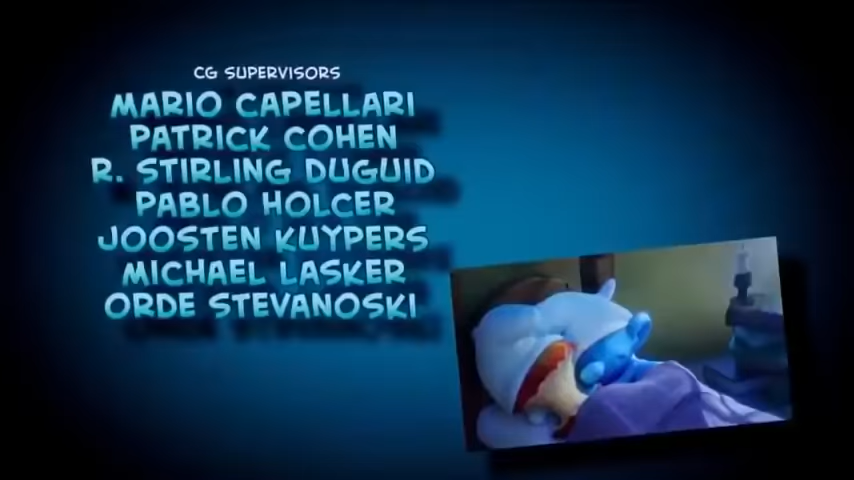 CG SUPERVISORS
MARIO CAPELLARI
PATRICK COHEN
R. STIRLING DUGUID
PABLO HOLCER
JOOSTEN KUYPERS
MICHAEL LASKER
ORDE STEVANOSKI